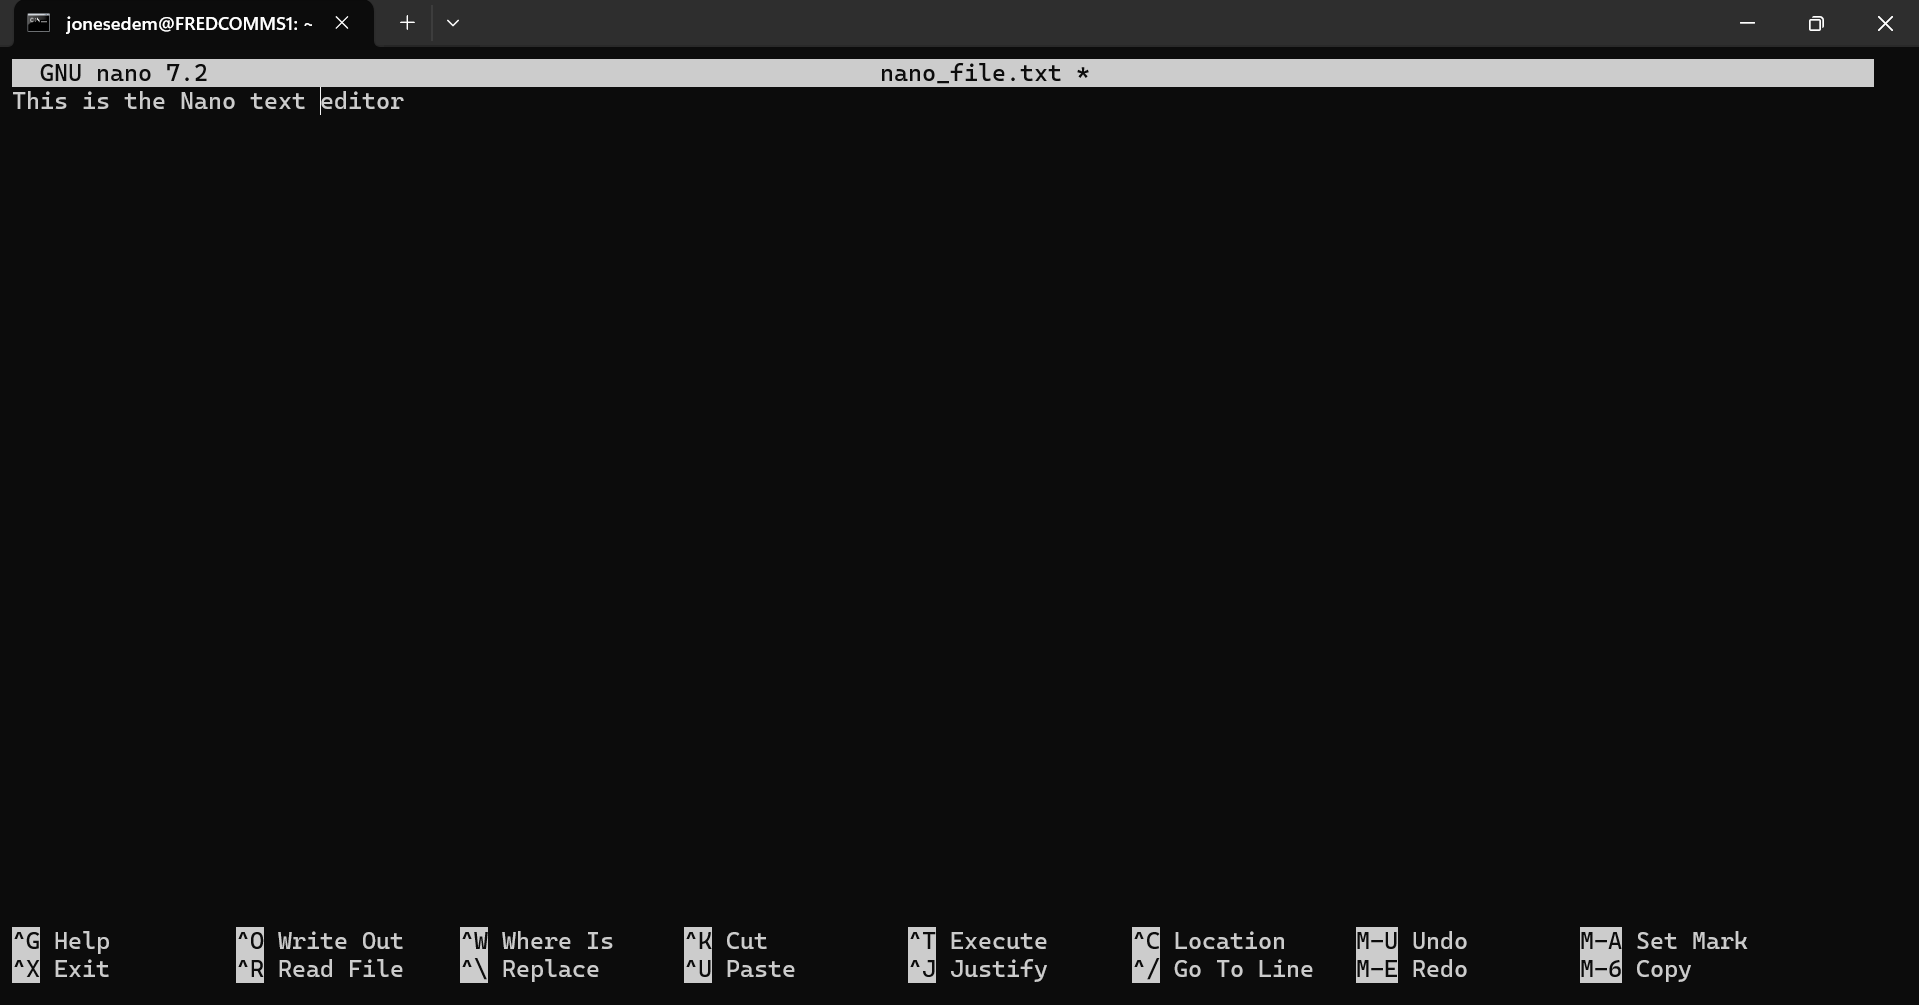 jonesedem@FREDCOMMS1: ~
GNU nano 7.2 nano_file.txt *
This is the Nano text editor
^G Help ^O Write Out ^W Where Is ^K Cut ^T Execute ^C Location M-U Undo M-A Set Mark
^X Exit ^R Read File ^\ Replace ^U Paste ^J Justify ^/ Go To Line M-E Redo M-6 Copy